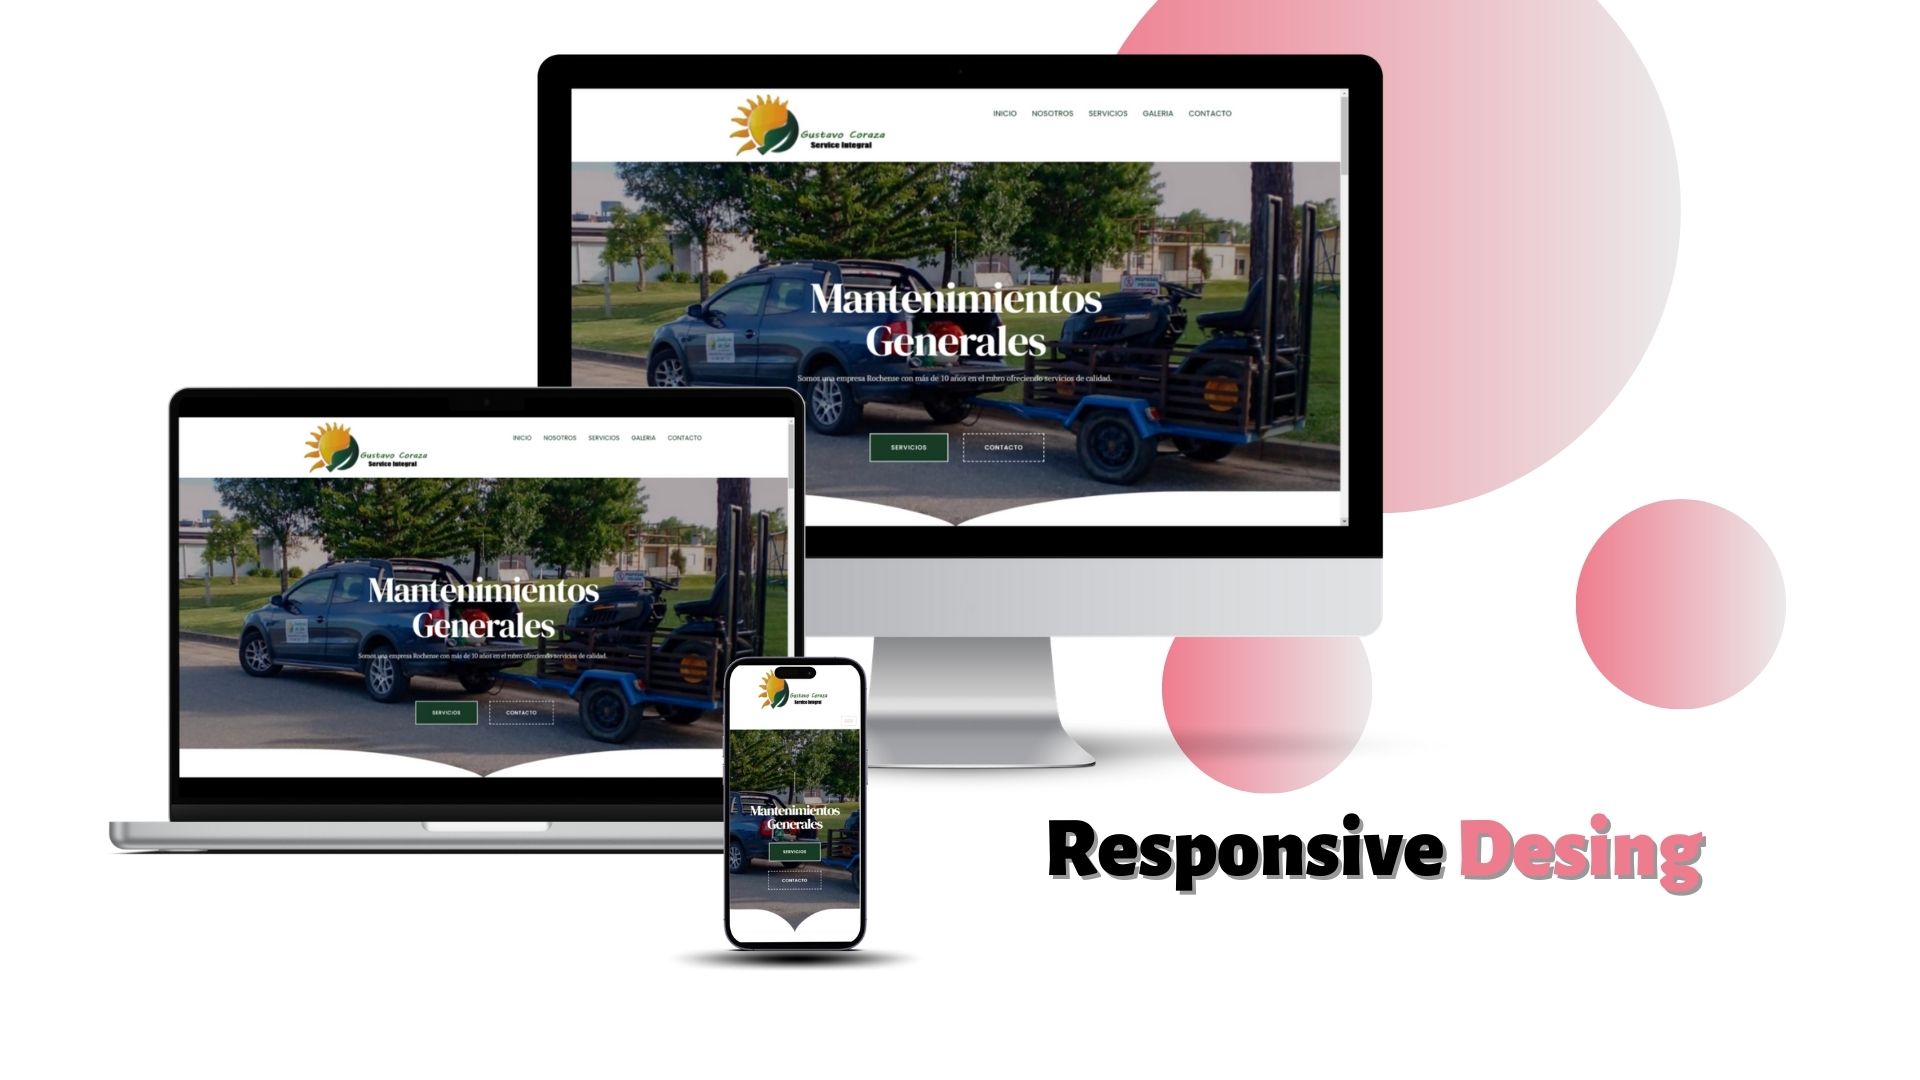 Gustavo Coraza
Service Integral
INICIO NOSOTROS SERVICIOS GALERIA CONTACTO
Mantenimientos
Generales
Somos una empresa Rochense con más de 10 años en el rubro ofreciendo servicios de calidad.
SERVICIOS CONTACTO
Gustavo Coraza
Service Integral
INICIO NOSOTROS SERVICIOS GALERIA CONTACTO
Mantenimientos
Generales
Somos una empresa Rochense con más de 10 años en el rubro ofreciendo servicios de calidad.
SERVICIOS CONTACTO
Gustavo Coraza
Service Integral
Mantenimientos
Generales
SERVICIOS
CONTACTO
Responsive Desing